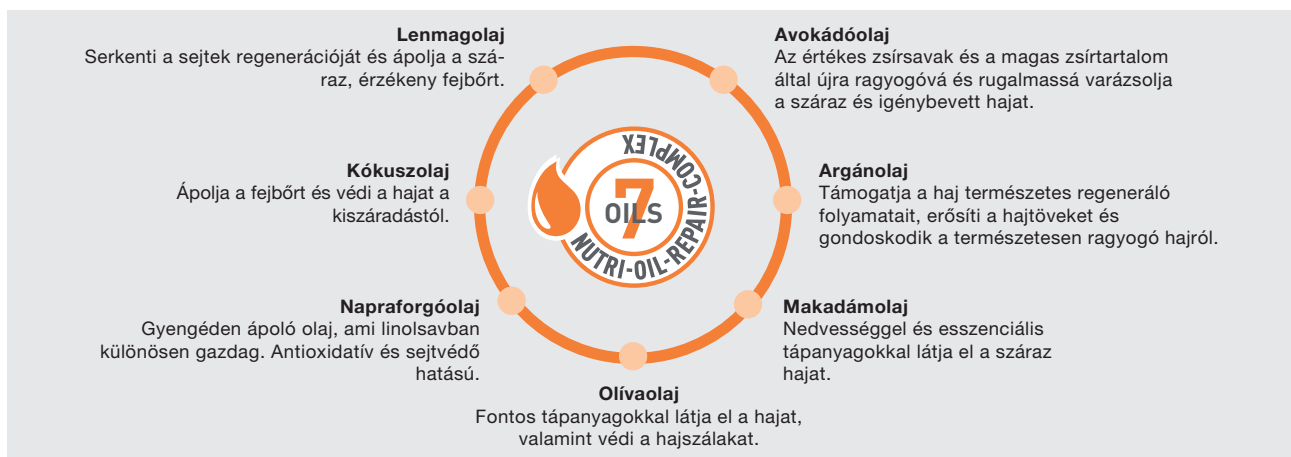 Lenmagolaj
Serkenti a sejtek regenerációját és ápolja a szá-
raz, érzékeny fejbőrt.
Avokádóolaj
Az értékes zsírsavak és a magas zsírtartalom
által újra ragyogóvá és rugalmassá varázsolja
a száraz és igénybevett hajat.
Kókuszolaj
Ápolja a fejbőrt és védi a hajat a
kiszáradástól.
7
OILS
NUTRI-OIL-REPAIR-COMPLEX
Argánolaj
Támogatja a haj természetes regeneráló
folyamatait, erősíti a hajtöveket és
gondoskodik a természetesen ragyogó hajról.
Napraforgóolaj
Gyengéden ápoló olaj, ami linolsavban
különösen gazdag. Antioxidatív és sejtvédő
hatású.
Makadámolaj
Nedvességgel és esszenciális
tápanyagokkal látja el a száraz
hajat.
Olívaolaj
Fontos tápanyagokkal látja el a hajat,
valamint védi a hajszálakat.